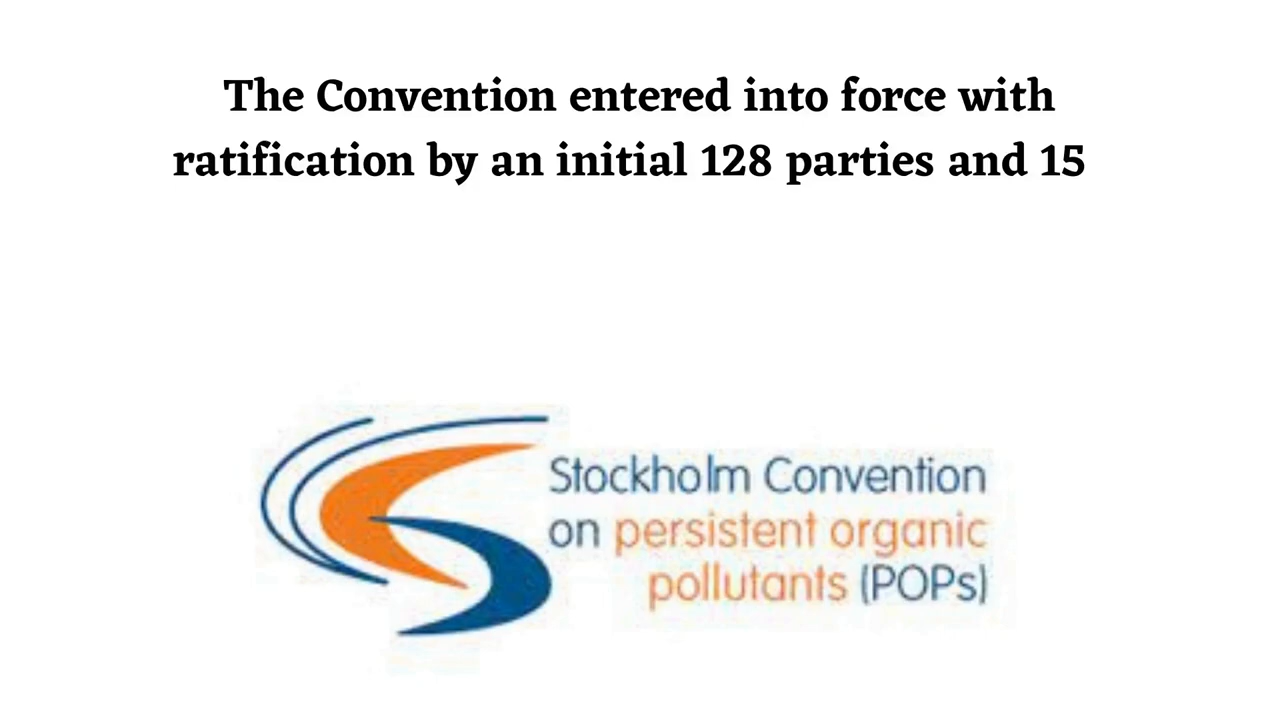 The Convention entered into force with
ratification by an initial 128 parties and 15
Stockholm Convention
on persistent organic
pollutants (POPs)